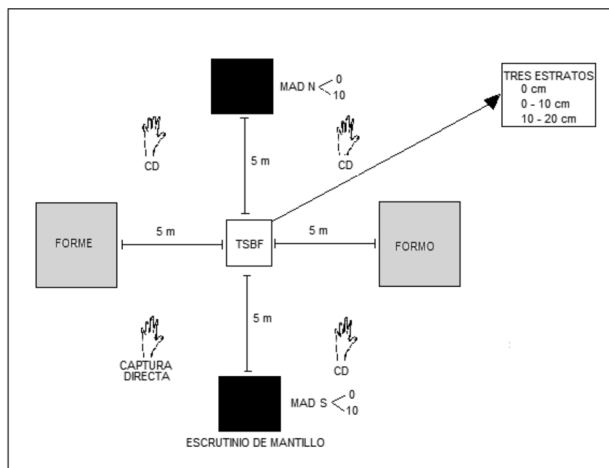 TRES ESTRATOS
0 cm
0 - 10 cm
10 - 20 cm
MAD N
0
10
CD
CD
5 m
FORME
5 m
TSBF
5 m
FORMO
5 m
CAPTURA
DIRECTA
CD
MAD S
0
10
ESCRUTINIO DE MANTILLO